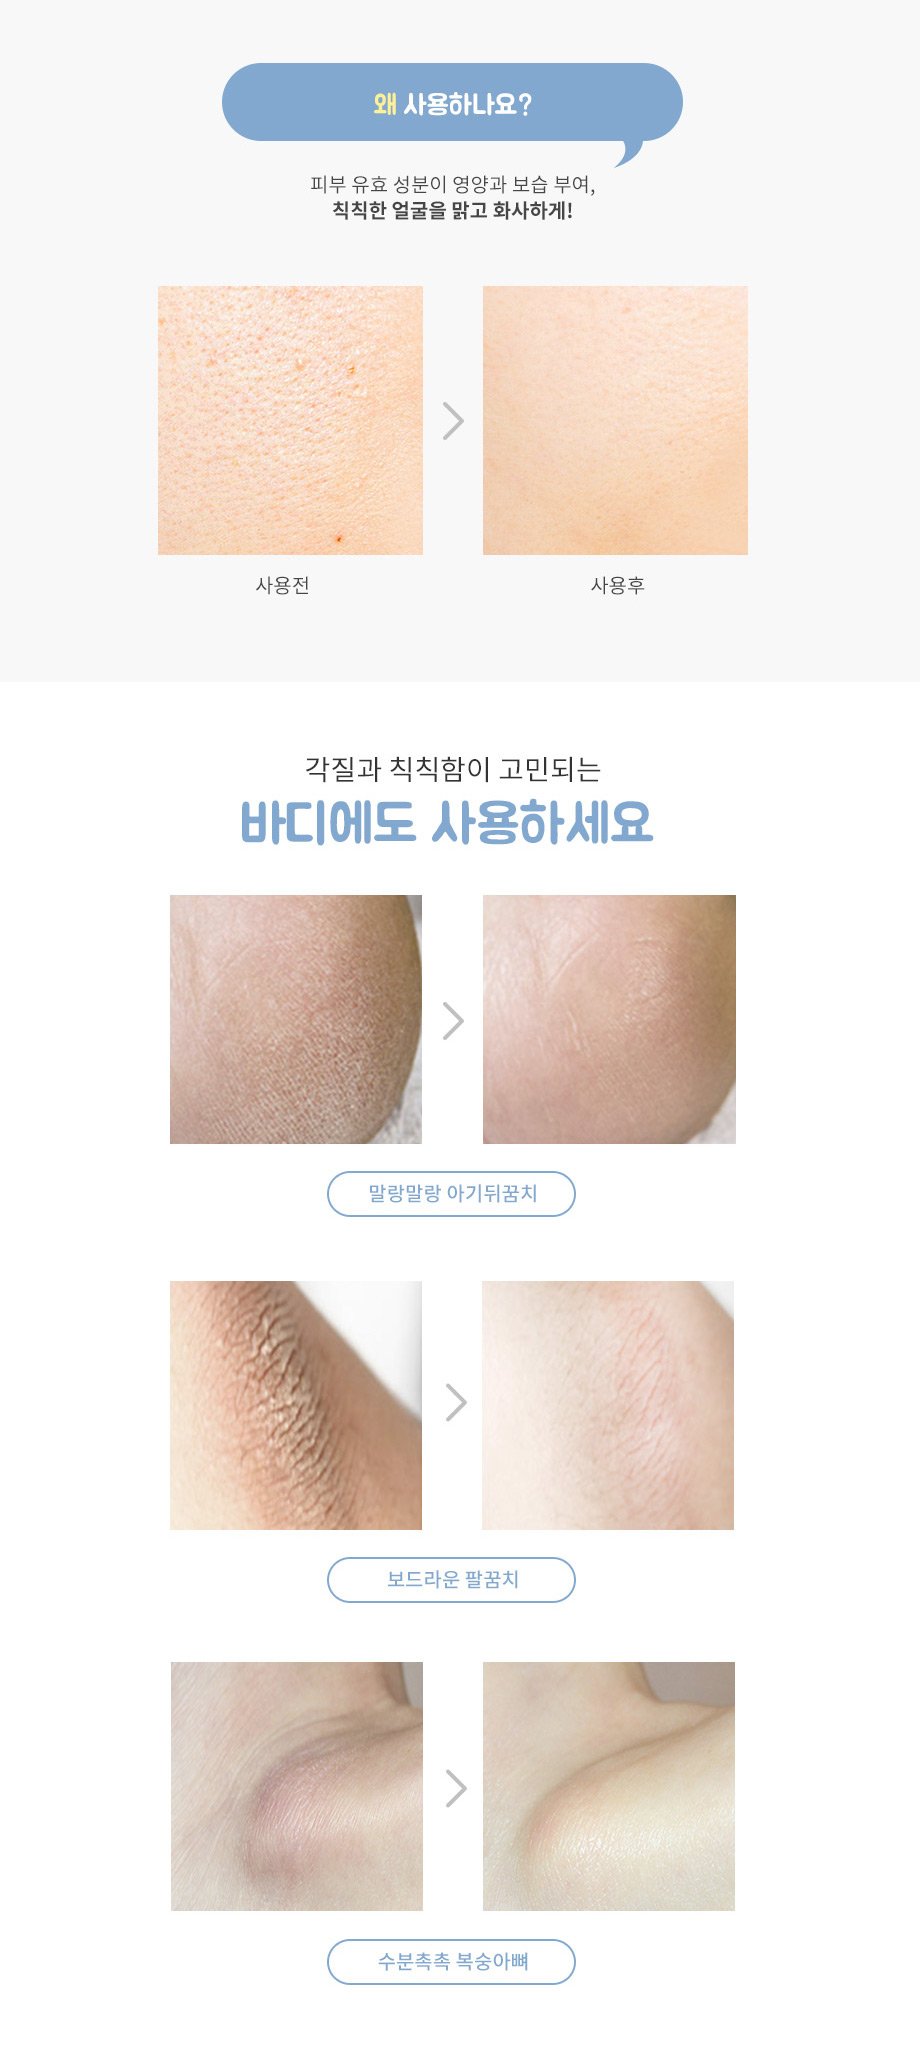 왜 사용하나요?
피부 유효 성분이 영양과 보습 부여,
칙칙한 얼굴을 맑고 화사하게!
사용전
사용후
각질과 칙칙함이 고민되는
바디에도 사용하세요
말랑말랑 아기뒤꿈치
보드라운 팔꿈치
수분촉촉 복숭아뼈